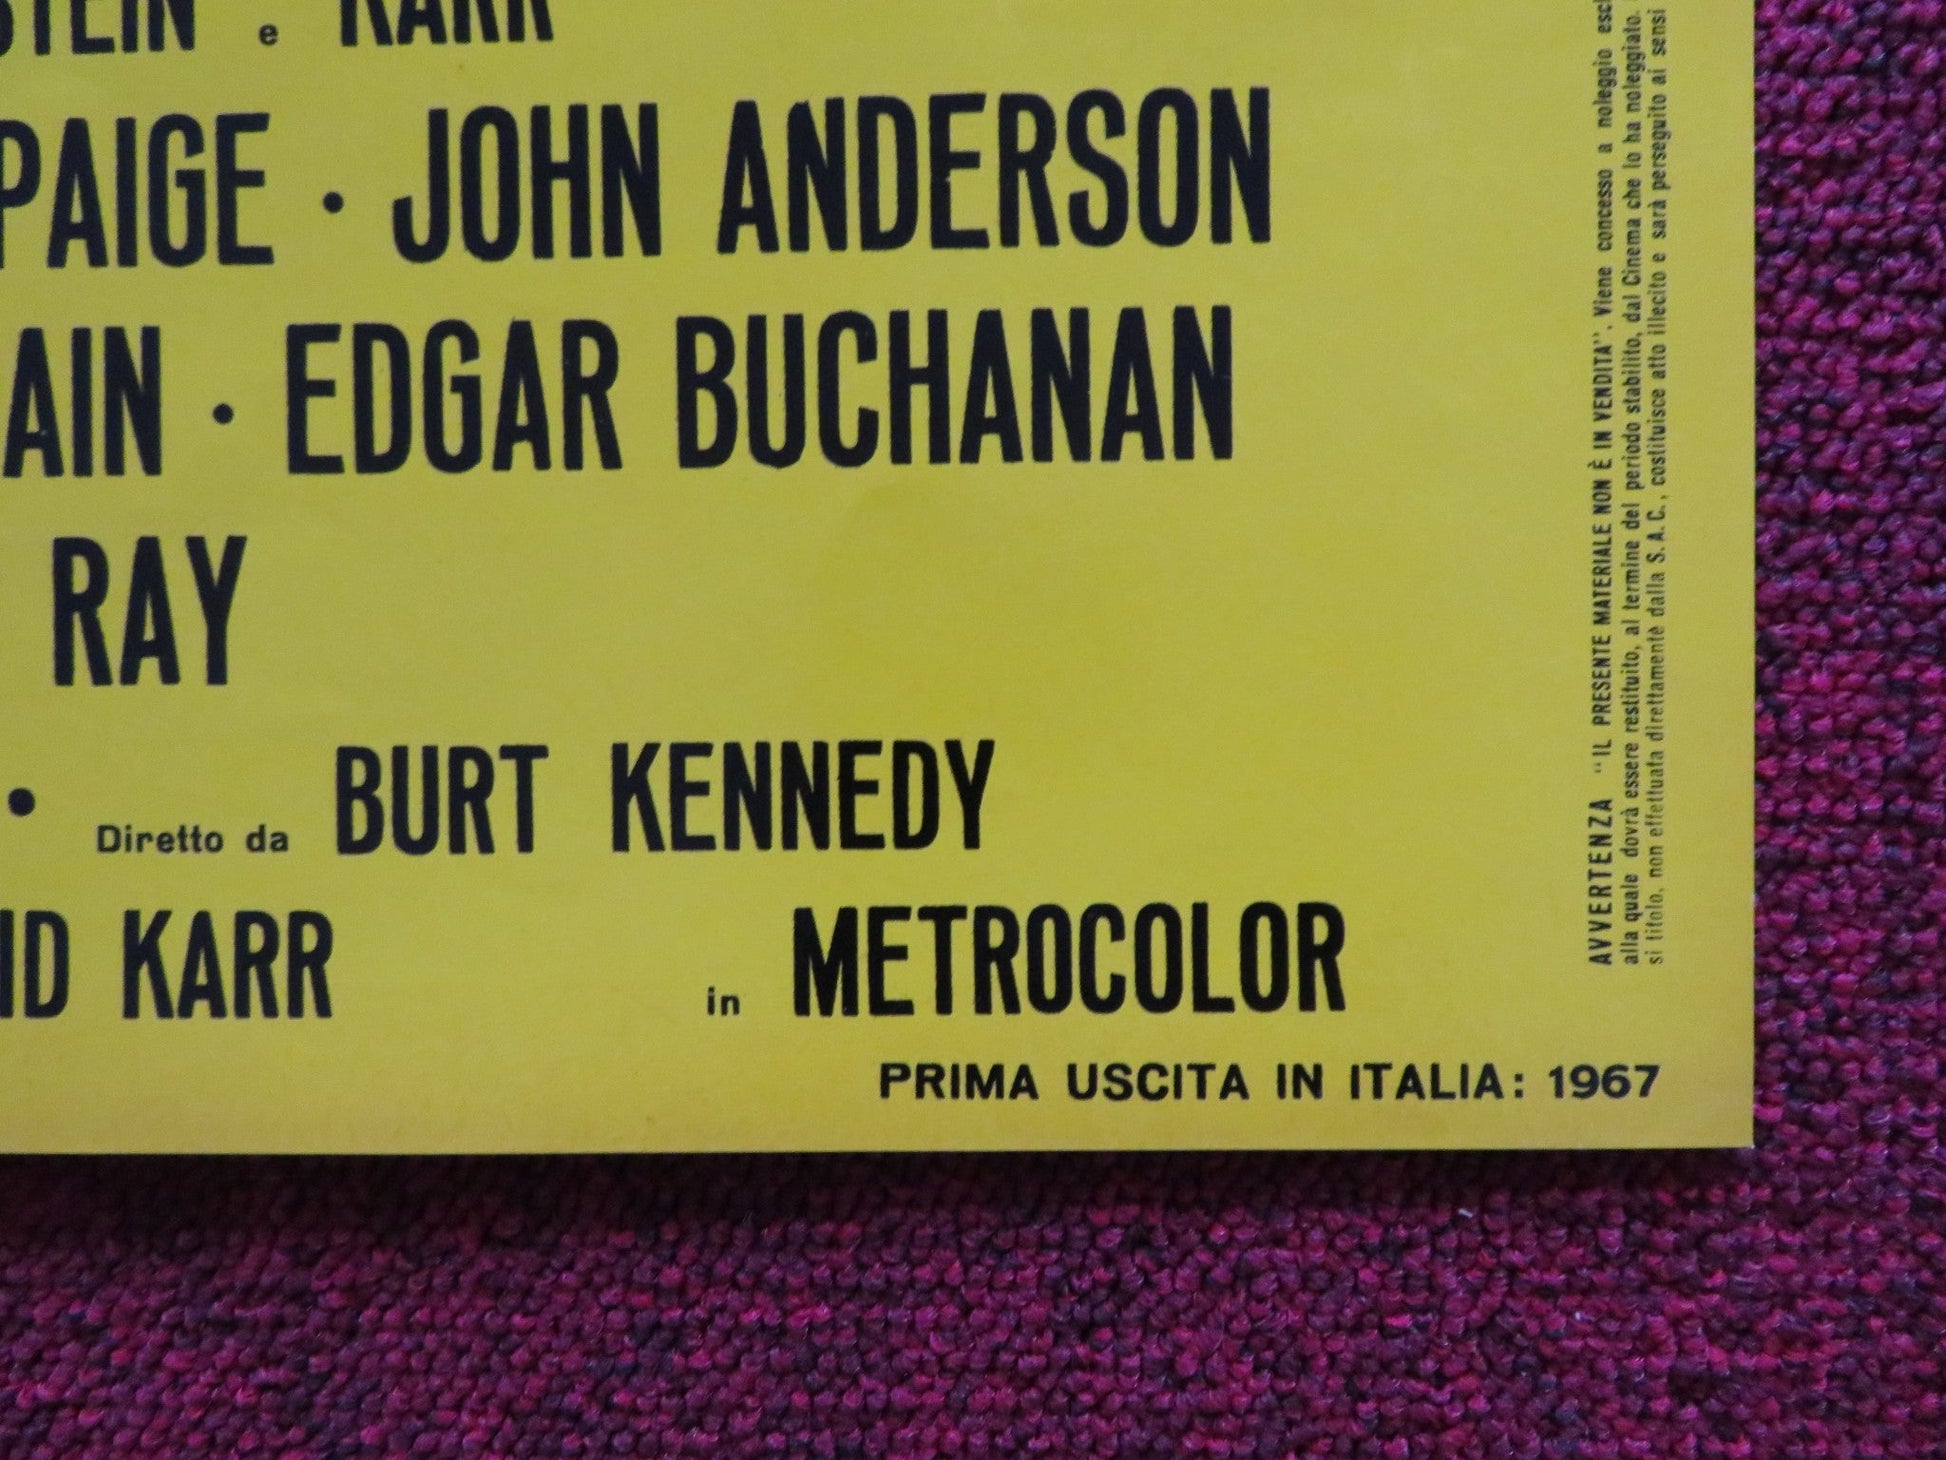 STEIN e KARR
PAIGE · JOHN ANDERSON
AIN · EDGAR BUCHANAN
RAY
· Diretto da BURT KENNEDY
ID KARR in METROCOLOR
PRIMA USCITA IN ITALIA: 1967
AVVERTENZA "IL PRESENTE MATERIALE NON È IN VENDITA". Viene concesso a noleggio
alla quale dovrà essere restituito, al termine del periodo stabilito, dal Cinema che lo ha noleggiato.
si titolo, non effettuata direttamente dalla S. A. C., costituisce atto illecito e sarà perseguito ai sensi